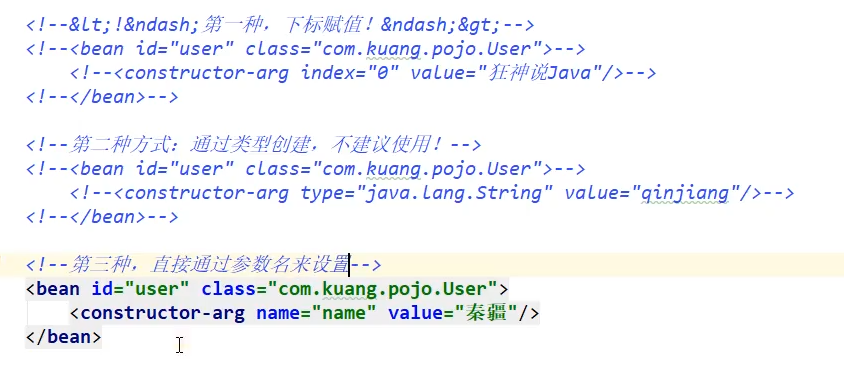 <!--&lt;!&ndash;第一种，下标赋值！&ndash;&gt;-->
<!--<bean id="user" class="com.kuang.pojo.User">-->
<!--<constructor-arg index="0" value="狂神说Java"/>-->
<!--</bean>-->
<!--第二种方式：通过类型创建，不建议使用！-->
<!--<bean id="user" class="com.kuang.pojo.User">-->
<!--<constructor-arg type="java.lang.String" value="qinjiang"/>-->
<!--</bean>-->
<!--第三种，直接通过参数名来设置-->
<bean id="user" class="com.kuang.pojo.User">
<constructor-arg name="name" value="秦疆"/>
</bean>